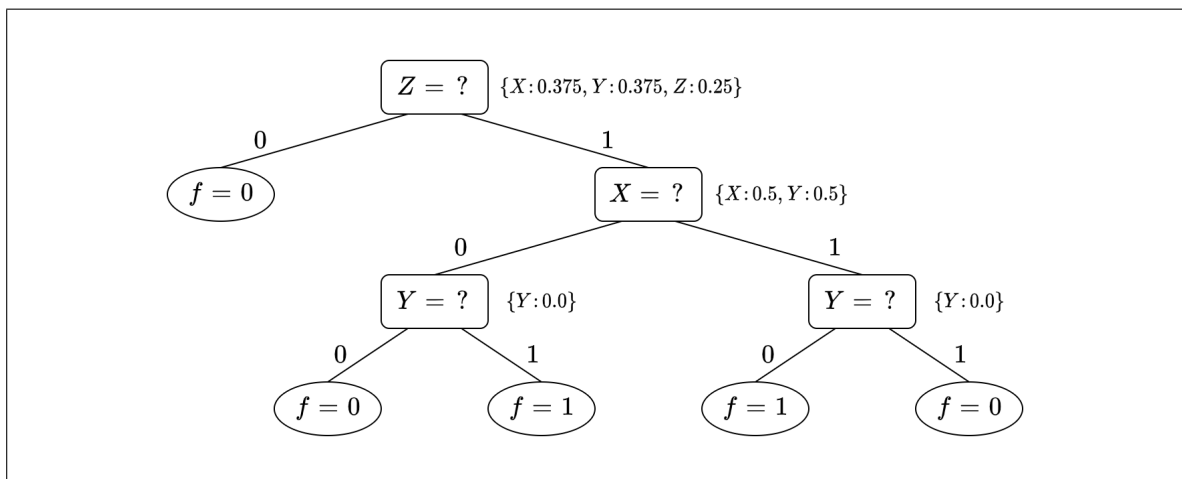 Z = ? {X:0.375, Y:0.375, Z:0.25}
0 1
f = 0 X = ? {X:0.5, Y:0.5}
0 1
Y = ? {Y:0.0} Y = ? {Y:0.0}
0 1 0 1
f = 0 f = 1 f = 1 f = 0